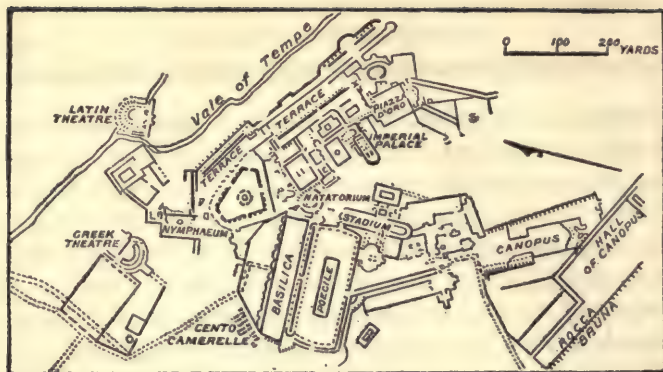 Vale of Tempe
0 100 200
YARDS
LATIN
THEATRE
TERRACE
TERRACE
PIAZZA
D'ORO
IMPERIAL
PALACE
NATATORIUM
STADIUM
NYMPHAEUM
GREEK
THEATRE
BASILICA
POECILE
CANOPUS
HALL
OF CANOPUS
ROCCA
BRUNA
CENTO
CAMERELLE